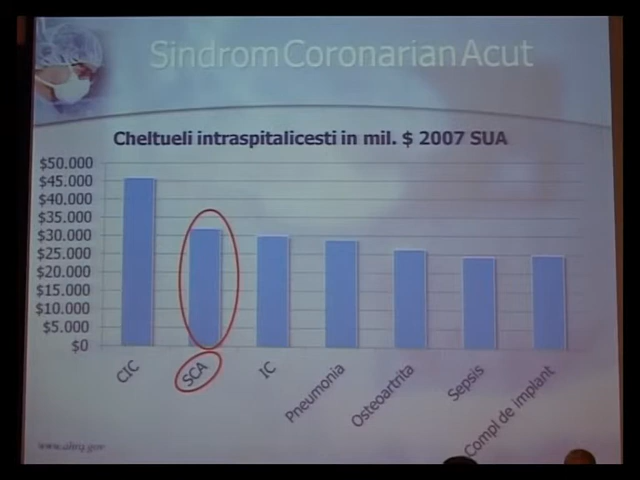 Sindrom Coronarian Acut
Cheltueli intraspitalicesti in mil. $ 2007 SUA
$50.000
$45.000
$40.000
$35.000
$30.000
$25.000
$20.000
$15.000
$10.000
$5.000
$0
CIC
SCA
IC
Pneumonia
Osteoartrita
Sepsis
Compl de implant